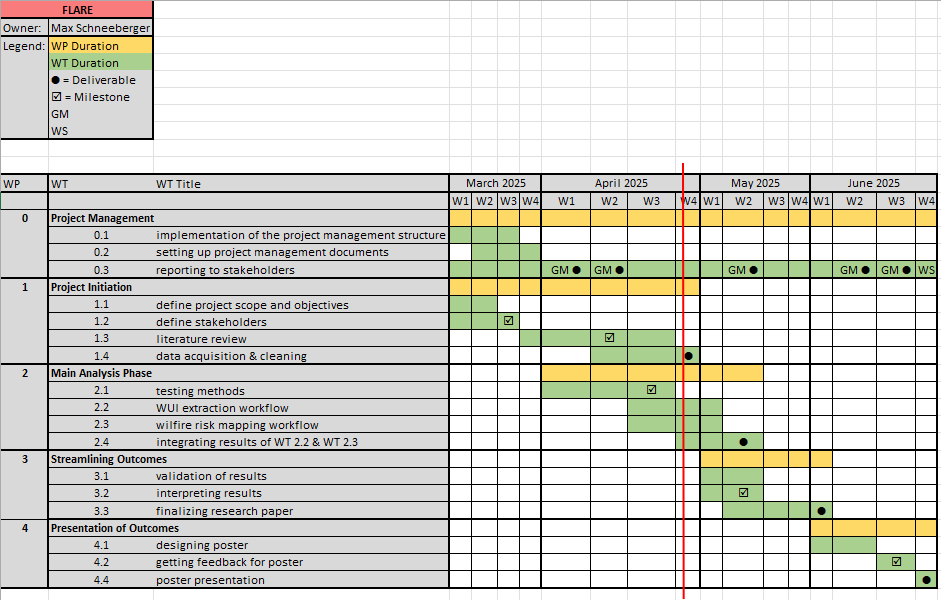 FLARE
Owner: Max Schneeberger
Legend: WP Duration
WT Duration
● = Deliverable
☑ = Milestone
GM
WS
WP WT WT Title March 2025 April 2025 May 2025 June 2025
W1 W2 W3 W4 W1 W2 W3 W4 W1 W2 W3 W4 W1 W2 W3 W4
0 Project Management
0.1 implementation of the project management structure
0.2 setting up project management documents
0.3 reporting to stakeholders GM ● GM ● GM ● GM ● GM ● WS
1 Project Initiation
1.1 define project scope and objectives
1.2 define stakeholders ☑
1.3 literature review ☑
1.4 data acquisition & cleaning ●
2 Main Analysis Phase
2.1 testing methods ☑
2.2 WUI extraction workflow
2.3 wilfire risk mapping workflow
2.4 integrating results of WT 2.2 & WT 2.3 ●
3 Streamlining Outcomes
3.1 validation of results
3.2 interpreting results ☑
3.3 finalizing research paper ●
4 Presentation of Outcomes
4.1 designing poster
4.2 getting feedback for poster ☑
4.4 poster presentation ●